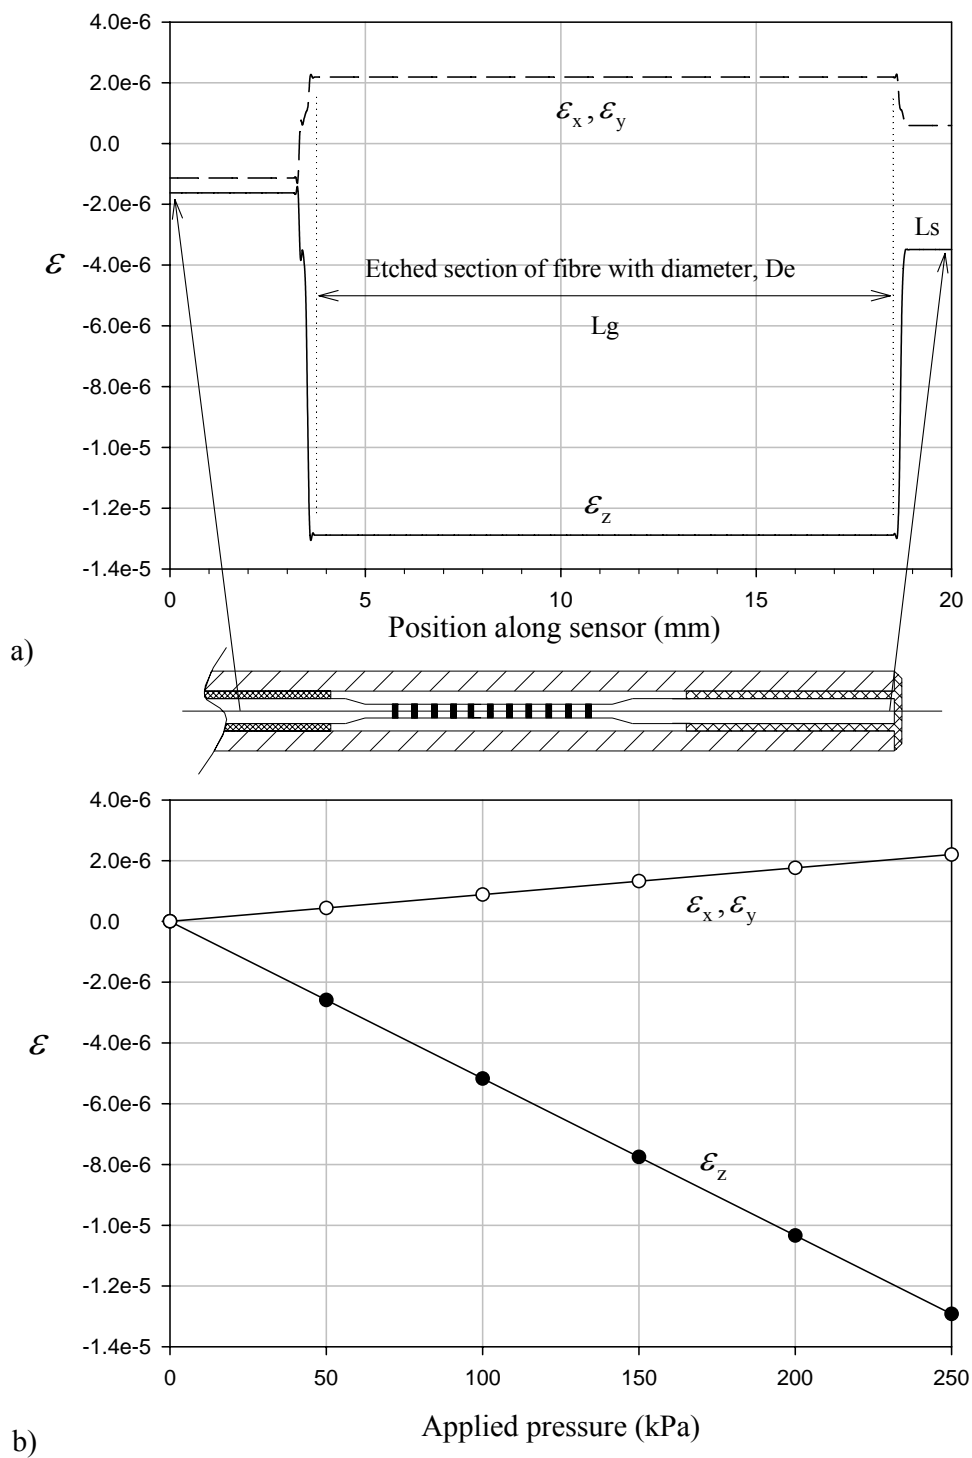 4.0e-6
2.0e-6
0.0
-2.0e-6
-4.0e-6
-6.0e-6
-8.0e-6
-1.0e-5
-1.2e-5
-1.4e-5
ε
εx, εy
Ls
Etched section of fibre with diameter, De
Lg
εz
0 5 10 15 20
Position along sensor (mm)
a)
4.0e-6
2.0e-6
0.0
-2.0e-6
-4.0e-6
-6.0e-6
-8.0e-6
-1.0e-5
-1.2e-5
-1.4e-5
ε
εx, εy
εz
0 50 100 150 200 250
Applied pressure (kPa)
b)